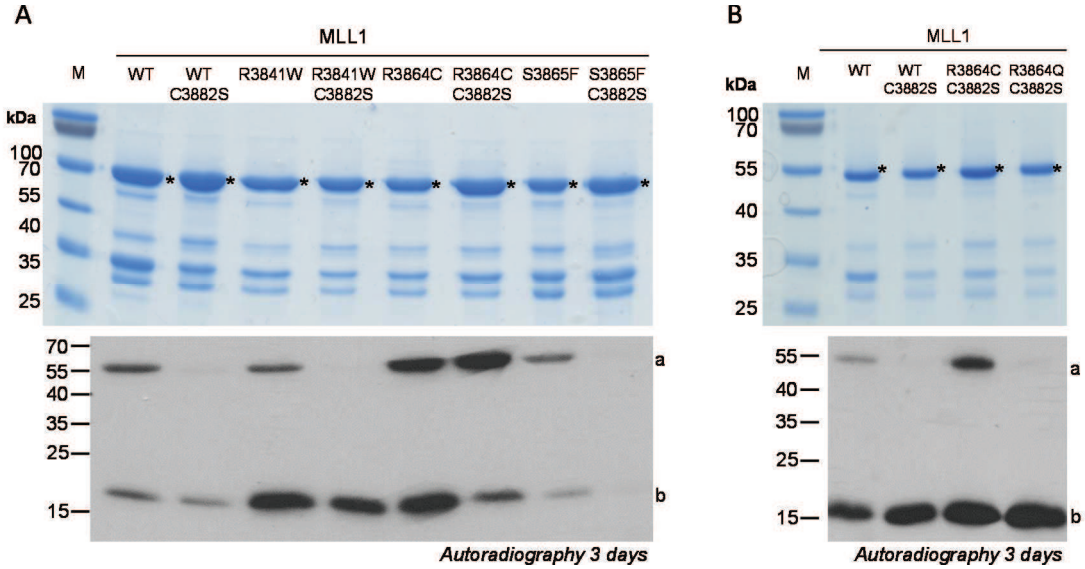 A
MLL1
M WT WT R3841W R3841W R3864C R3864C S3865F S3865F
C3882S C3882S C3882S C3882S
kDa
100
70
55
40
35
25
* * * * * * * *
70
55
40
35
25
15
a
b
Autoradiography 3 days
B
MLL1
M WT WT R3864C R3864Q
C3882S C3882S C3882S
kDa
100
70
55
40
35
25
* * * *
55
40
35
25
15
a
b
Autoradiography 3 days